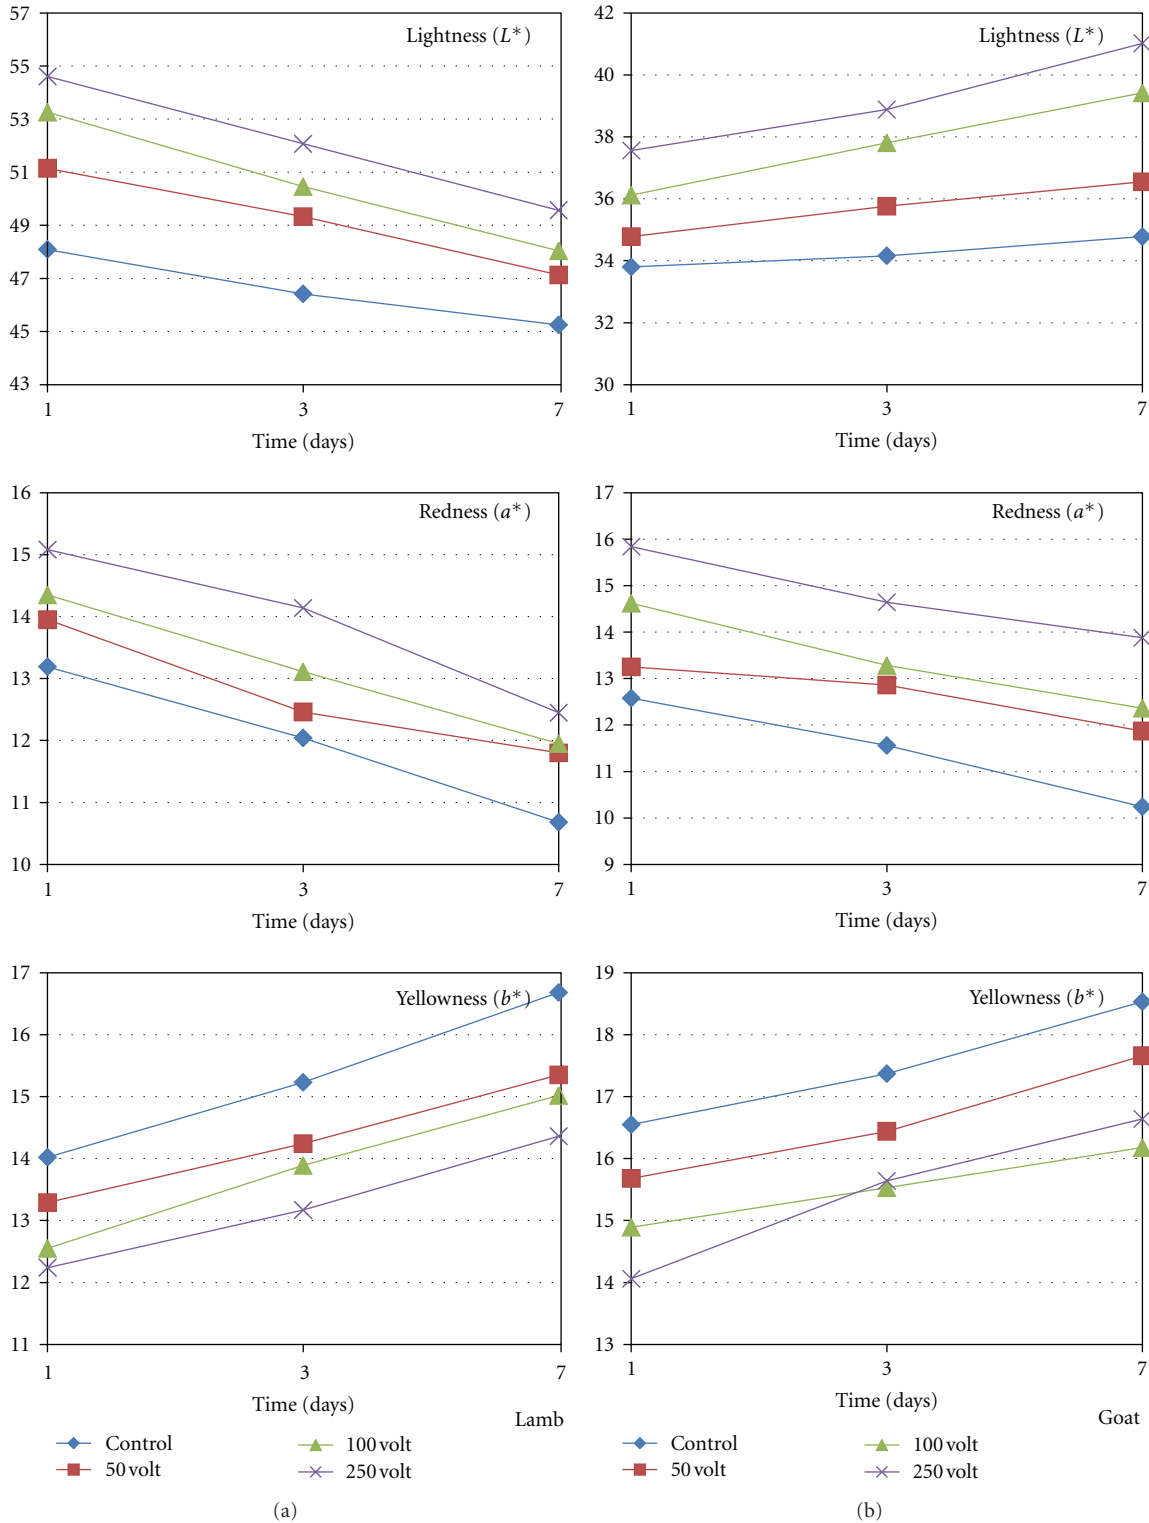 57
55
53
51
49
47
45
43
Lightness (L*)
1 3 7
Time (days)
42
40
38
36
34
32
30
Lightness (L*)
1 3 7
Time (days)
16
15
14
13
12
11
10
Redness (a*)
1 3 7
Time (days)
17
16
15
14
13
12
11
10
9
Redness (a*)
1 3 7
Time (days)
17
16
15
14
13
12
11
Yellowness (b*)
1 3 7
Time (days)
Lamb
Control
50 volt
100 volt
250 volt
(a)
19
18
17
16
15
14
13
Yellowness (b*)
1 3 7
Time (days)
Goat
Control
50 volt
100 volt
250 volt
(b)